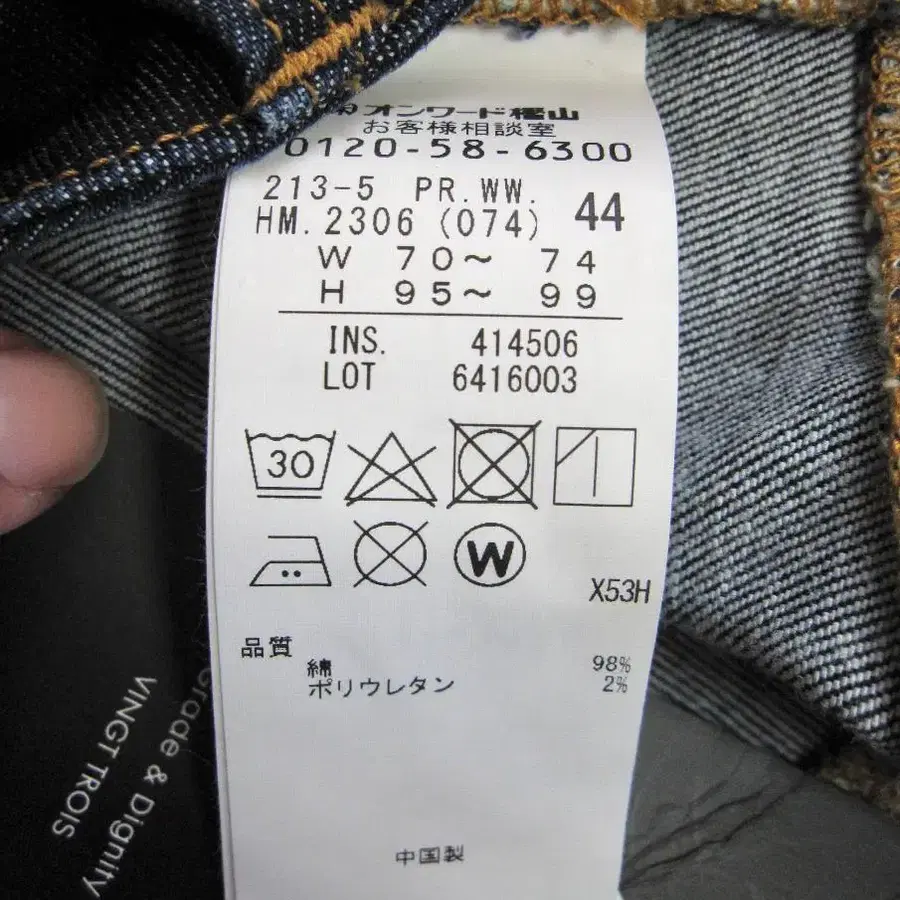 オンワード樫山
お客様相談室
0120-58-6300
213-5 PR.WW.
HM.2306 (074) 44
W 70～ 74
H 95～ 99
INS. 414506
LOT 6416003
30
W
X53H
品質
綿 98%
ポリウレタン 2%
中国製
Grade & Dignity
VINGT TROIS